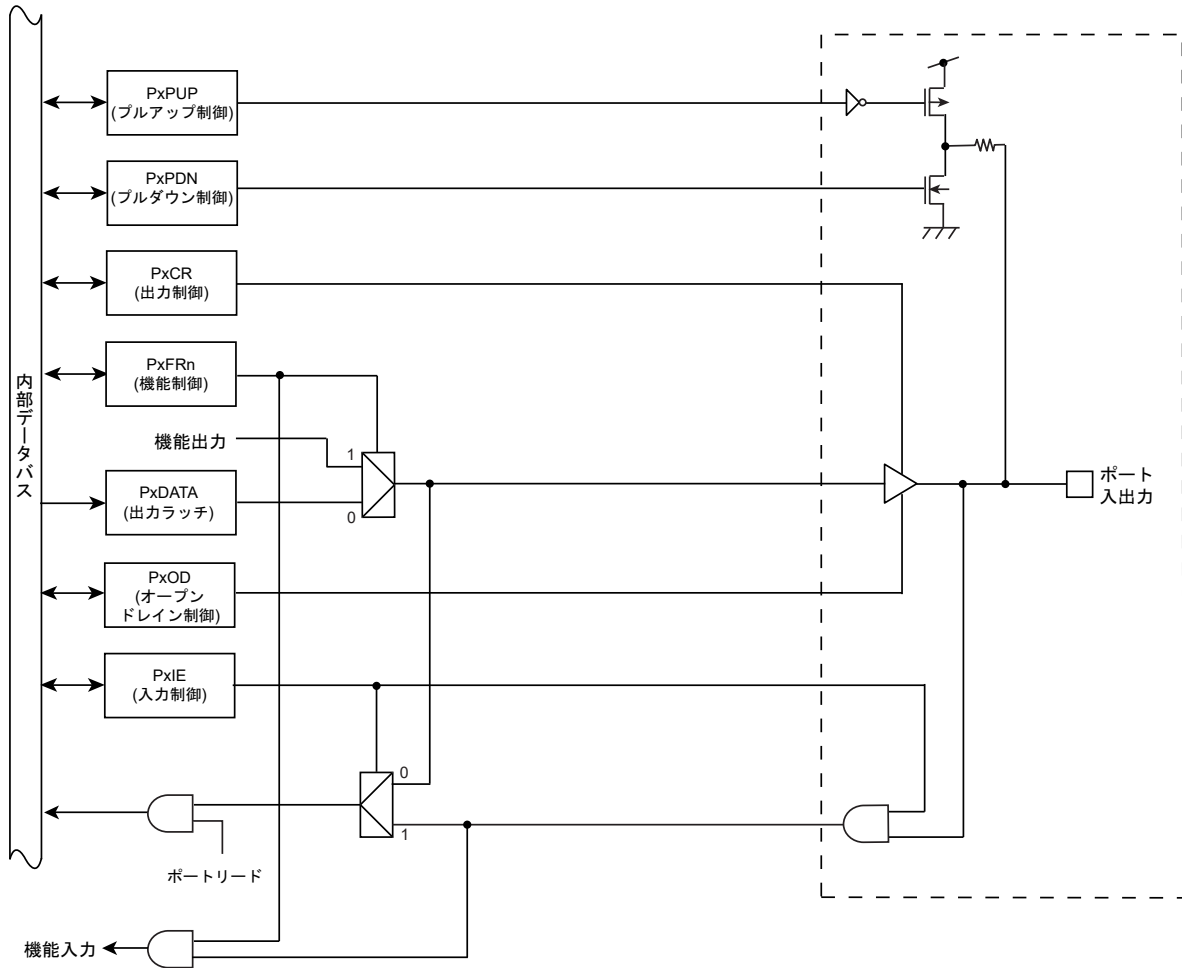 PxPUP
(プルアップ制御)
PxPDN
(プルダウン制御)
PxCR
(出力制御)
PxFRn
(機能制御)
内部データバス
機能出力
1
PxDATA
(出力ラッチ)
0
ポート
入出力
PxOD
(オープン
ドレイン制御)
PxIE
(入力制御)
0
1
ポートリード
機能入力